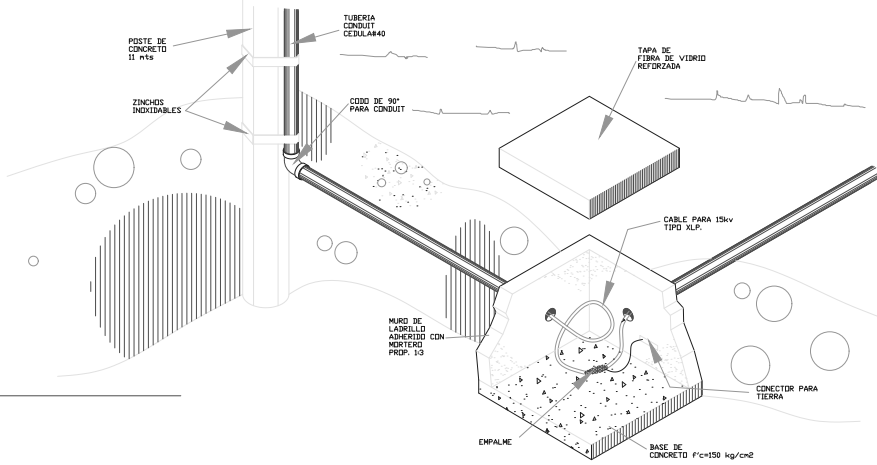 TUBERIA
CONDUIT
CEDULA#40
POSTE DE
CONCRETO
11 mts
TAPA DE
FIBRA DE VIDRIO
REFORZADA
ZINCHOS
INOXIDABLES
CODO DE 90°
PARA CONDUIT
CABLE PARA 15kv
TIPO XLP.
MURO DE
LADRILLO
ADHERIDO CON
MORTERO
PROP. 1:3
CONECTOR PARA
TIERRA
EMPALME
BASE DE
CONCRETO f'c=150 kg/cm2